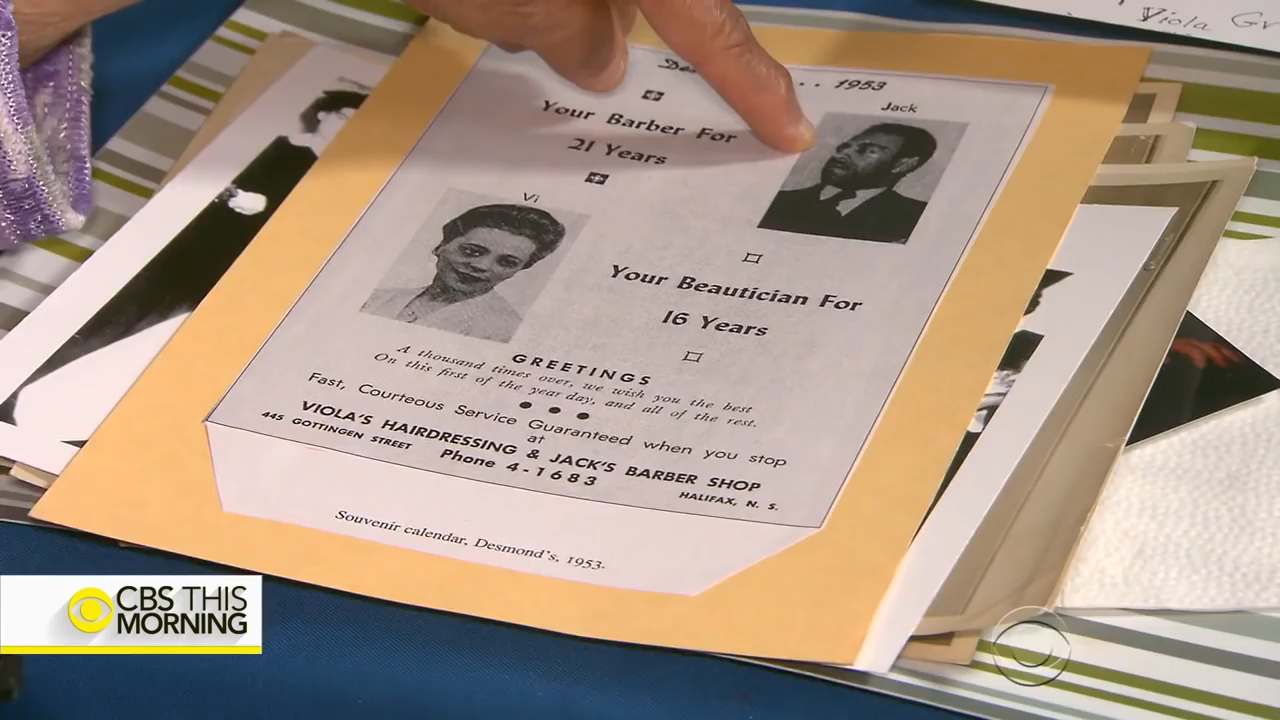 Viola
1953
Jack
Your Barber For
21 Years
Vi
Your Beautician For
16 Years
GREETINGS
A thousand times over, we wish you the best
On this first of the year day, and all of the rest.
Fast, Courteous Service Guaranteed when you stop
at
VIOLA'S HAIRDRESSING & JACK'S BARBER SHOP
445 GOTTINGEN STREET Phone 4-1683 HALIFAX, N. S.
Souvenir calendar, Desmond's, 1953.
CBS THIS
MORNING